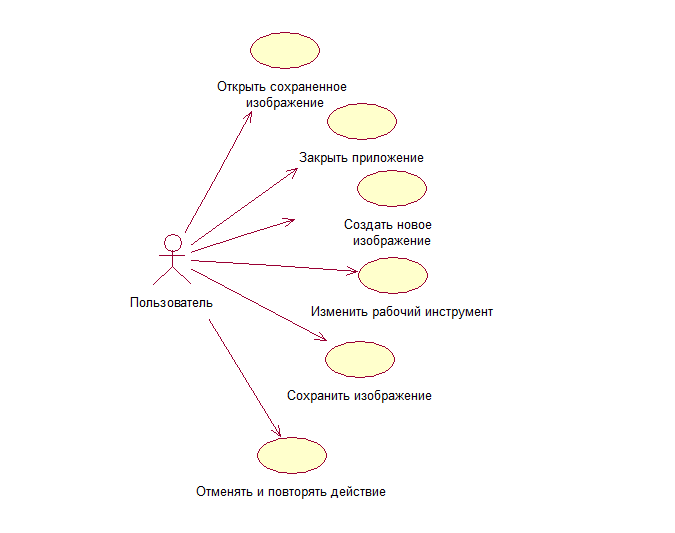 Открыть сохраненное
изображение
Закрыть приложение
Создать новое
изображение
Пользователь
Изменить рабочий инструмент
Сохранить изображение
Отменять и повторять действие